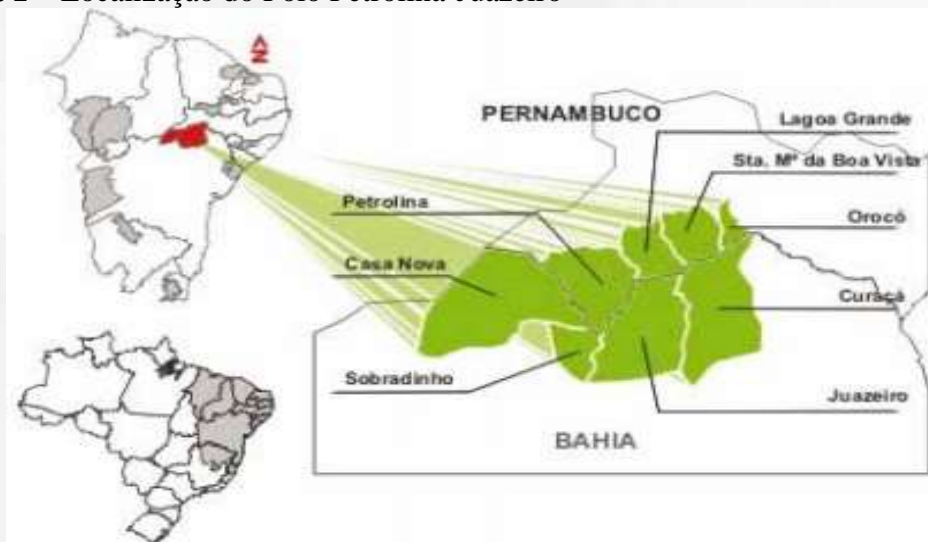 2 – Localização do Polo Petrolina-Juazeiro
N
PERNAMBUCO
Lagoa Grande
Sta. Mª da Boa Vista
Petrolina
Orocó
Casa Nova
Curaçá
Sobradinho
Juazeiro
BAHIA